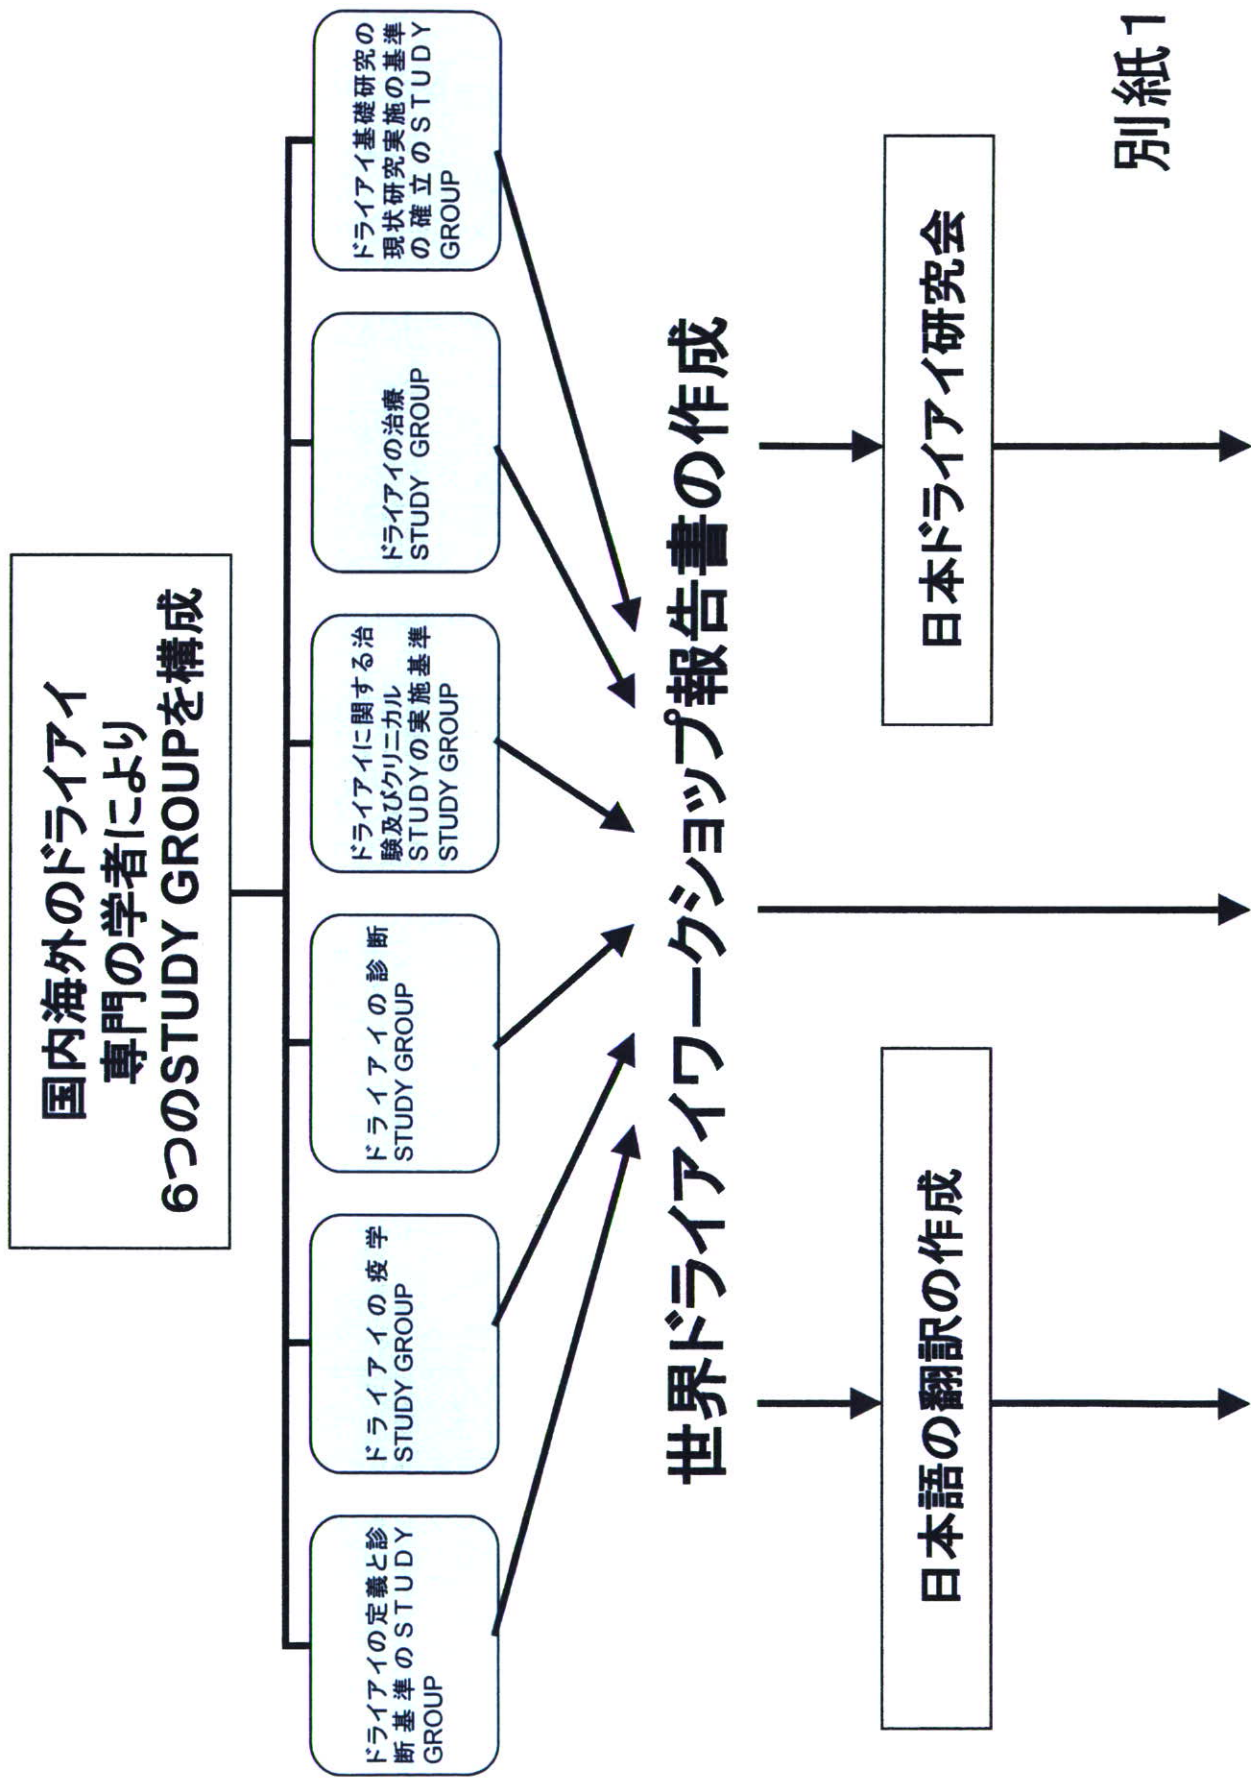 国内海外のドライアイ
専門の学者により
6つのSTUDY GROUPを構成
ドライアイの定義と診
断基準のSTUDY
GROUP
ドライアイの疫学
STUDY GROUP
ドライアイの診断
STUDY GROUP
ドライアイに関する治
験及びクリニカル
STUDYの実施基準
STUDY GROUP
ドライアイの治療
STUDY GROUP
ドライアイ基礎研究の
現状研究実施の基準
の確立のSTUDY
GROUP
世界ドライアイワークショップ報告書の作成
日本語の翻訳の作成
日本ドライアイ研究会
別紙1